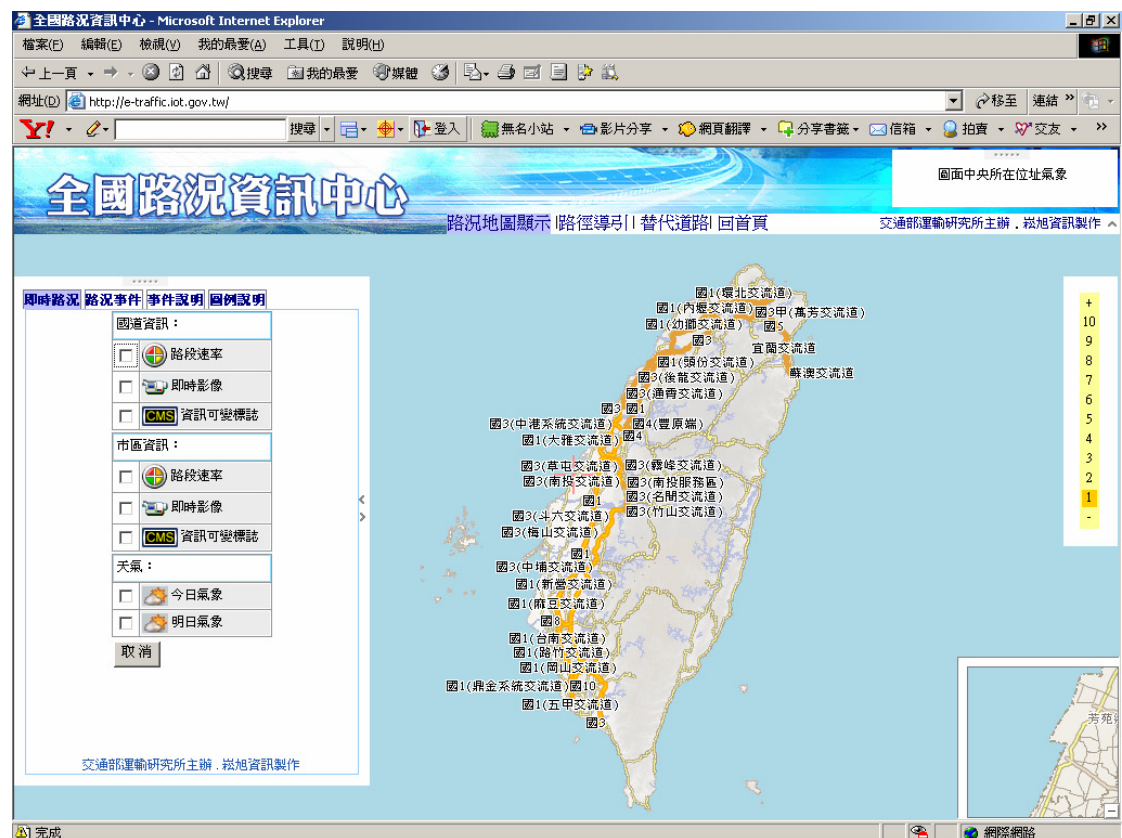 全國路況資訊中心 - Microsoft Internet Explorer
檔案(F) 編輯(E) 檢視(V) 我的最愛(A) 工具(T) 說明(H)
上一頁 搜尋 我的最愛 媒體
網址(D) http://e-traffic.iot.gov.tw/ 移至 連結 »
Y! 搜尋 登入 無名小站 影片分享 網頁翻譯 分享書籤 信箱 拍賣 交友 »
全國路況資訊中心
圖面中央所在位址氣象
路況地圖顯示 |路徑導引| 替代道路| 回首頁
交通部運輸研究所主辦 . 崧旭資訊製作
即時路況 路況事件 事件說明 圖例說明
國道資訊：
路段速率
即時影像
CMS 資訊可變標誌
市區資訊：
路段速率
即時影像
CMS 資訊可變標誌
天氣：
今日氣象
明日氣象
取消
交通部運輸研究所主辦 . 崧旭資訊製作
國1(環北交流道)
國1(內壢交流道)
國3甲(萬芳交流道)
國1(幼獅交流道)
國5
國3
宜蘭交流道
國1(頭份交流道)
蘇澳交流道
國3(後龍交流道)
國3(通霄交流道)
國3 國1
國3(中港系統交流道)
國4(豐原端)
國1(大雅交流道)
國4
國3(草屯交流道)
國3(霧峰交流道)
國3(南投交流道)
國3(南投服務區)
國1
國3(名間交流道)
國3(斗六交流道)
國3(竹山交流道)
國3(梅山交流道)
國1
國3(中埔交流道)
國1(新營交流道)
國1(麻豆交流道)
國8
國1(台南交流道)
國1(路竹交流道)
國1(岡山交流道)
國1(鼎金系統交流道)
國10
國1(五甲交流道)
國3
+
10
9
8
7
6
5
4
3
2
1
-
芳苑
完成
網際網路